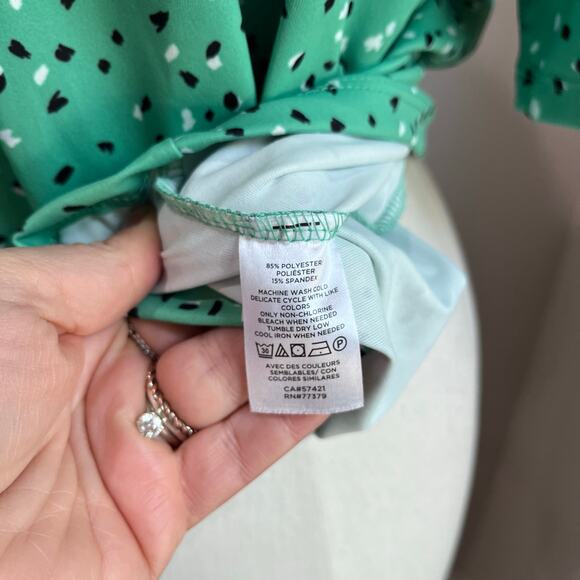 85% POLYESTER
POLIÉSTER
15% SPANDEX
MACHINE WASH COLD
DELICATE CYCLE WITH LIKE
COLORS
ONLY NON-CHLORINE
BLEACH WHEN NEEDED
TUMBLE DRY LOW
COOL IRON WHEN NEEDED
30 P
AVEC DES COULEURS
SEMBLABLES/ CON
COLORES SIMILARES
CA#57421
RN#77379